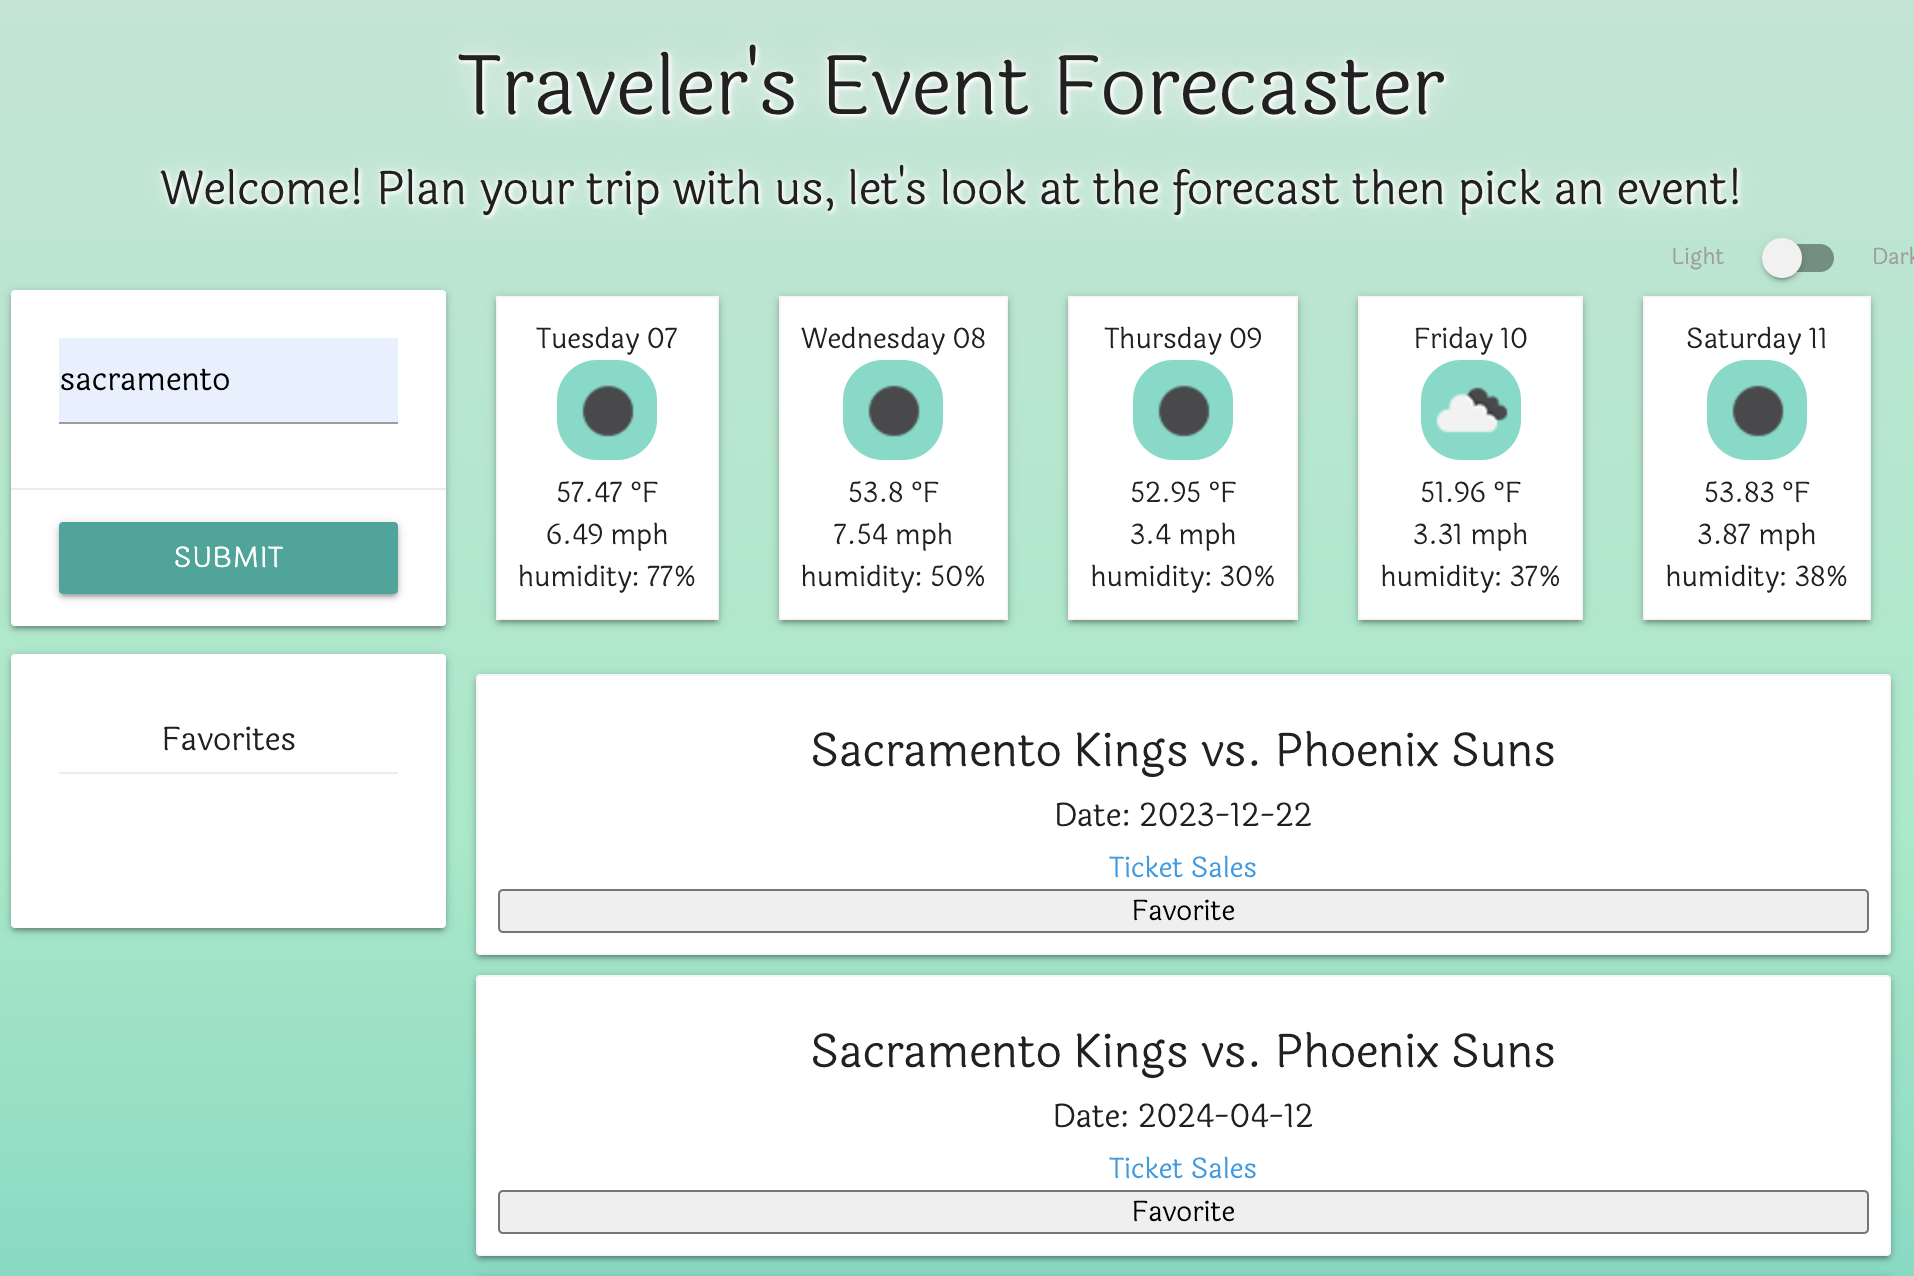 Traveler's Event Forecaster
Welcome! Plan your trip with us, let's look at the forecast then pick an event!
Light Dark
sacramento
SUBMIT
Favorites
Tuesday 07
57.47 °F
6.49 mph
humidity: 77%
Wednesday 08
53.8 °F
7.54 mph
humidity: 50%
Thursday 09
52.95 °F
3.4 mph
humidity: 30%
Friday 10
51.96 °F
3.31 mph
humidity: 37%
Saturday 11
53.83 °F
3.87 mph
humidity: 38%
Sacramento Kings vs. Phoenix Suns
Date: 2023-12-22
Ticket Sales
Favorite
Sacramento Kings vs. Phoenix Suns
Date: 2024-04-12
Ticket Sales
Favorite